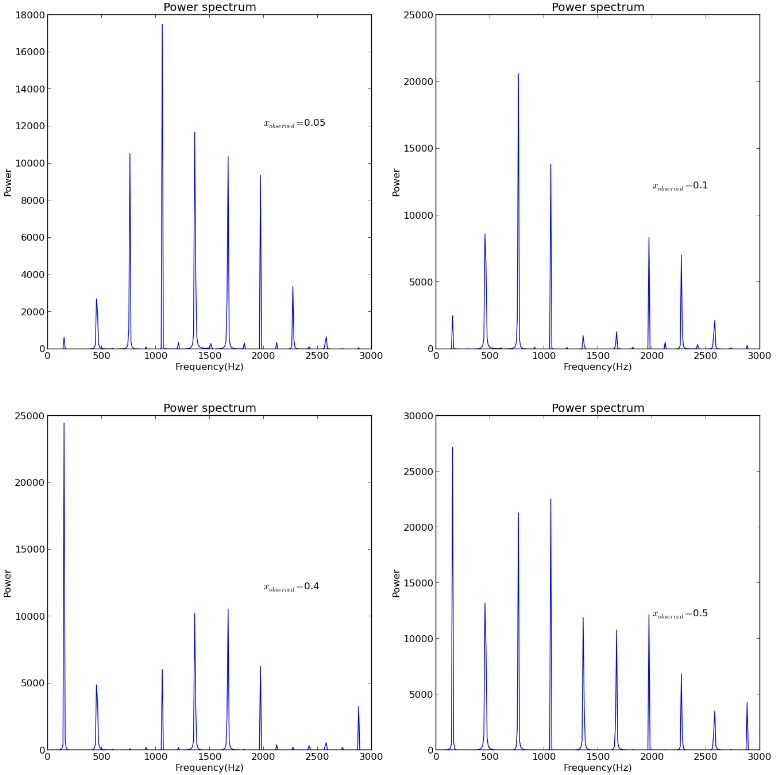 Power spectrum
18000
16000
14000
12000
10000
8000
6000
4000
2000
0
Power
x_observed=0.05
0 500 1000 1500 2000 2500 3000
Frequency(Hz)
Power spectrum
25000
20000
15000
10000
5000
0
Power
x_observed=0.1
0 500 1000 1500 2000 2500 3000
Frequency(Hz)
Power spectrum
25000
20000
15000
10000
5000
0
Power
x_observed=0.4
0 500 1000 1500 2000 2500 3000
Frequency(Hz)
Power spectrum
30000
25000
20000
15000
10000
5000
0
Power
x_observed=0.5
0 500 1000 1500 2000 2500 3000
Frequency(Hz)